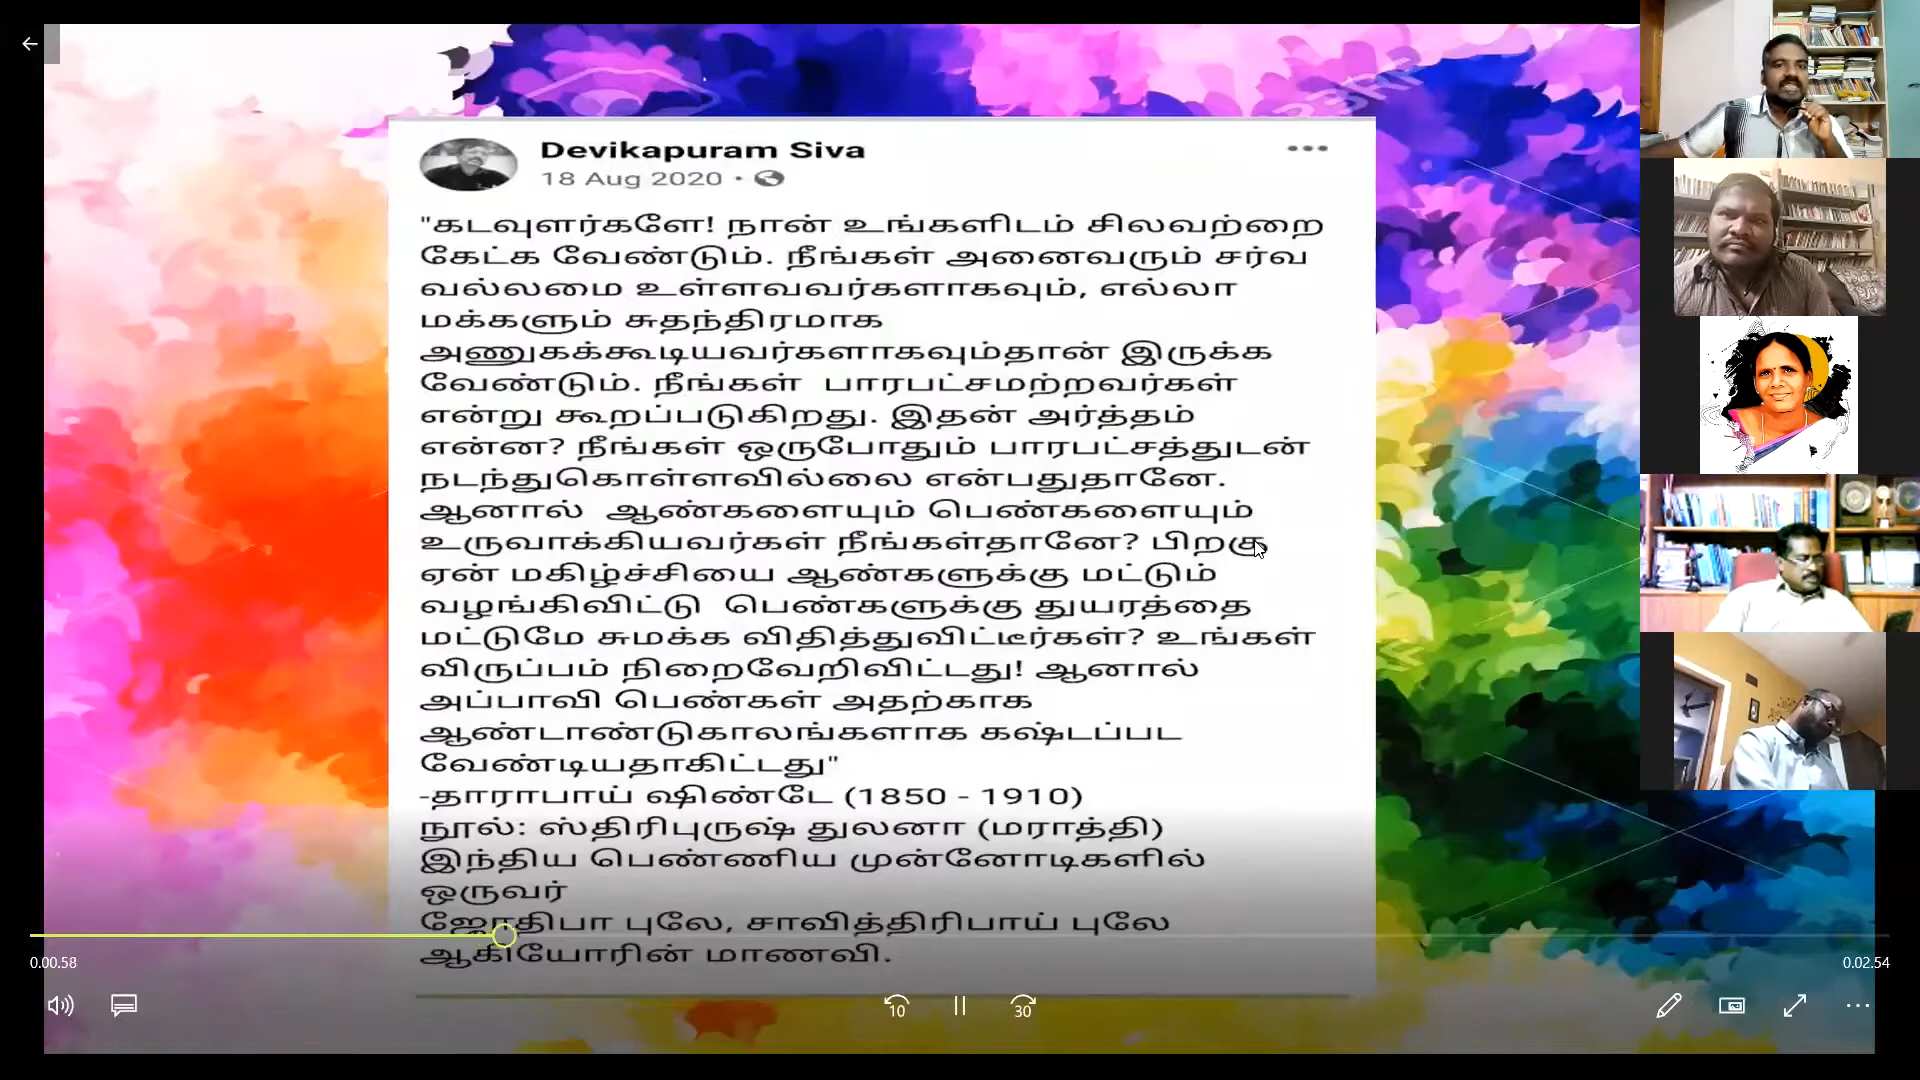 Devikapuram Siva
18 Aug 2020 •
"கடவுளர்களே! நான் உங்களிடம் சிலவற்றை
கேட்க வேண்டும். நீங்கள் அனைவரும் சர்வ
வல்லமை உள்ளவவர்களாகவும், எல்லா
மக்களும் சுதந்திரமாக
அணுகக்கூடியவர்களாகவும்தான் இருக்க
வேண்டும். நீங்கள் பாரபட்சமற்றவர்கள்
என்று கூறப்படுகிறது. இதன் அர்த்தம்
என்ன? நீங்கள் ஒருபோதும் பாரபட்சத்துடன்
நடந்துகொள்ளவில்லை என்பதுதானே.
ஆனால் ஆண்களையும் பெண்களையும்
உருவாக்கியவர்கள் நீங்கள்தானே? பிறகு
ஏன் மகிழ்ச்சியை ஆண்களுக்கு மட்டும்
வழங்கிவிட்டு பெண்களுக்கு துயரத்தை
மட்டுமே சுமக்க விதித்துவிட்டீர்கள்? உங்கள்
விருப்பம் நிறைவேறிவிட்டது! ஆனால்
அப்பாவி பெண்கள் அதற்காக
ஆண்டாண்டுகாலங்களாக கஷ்டப்பட
வேண்டியதாகிட்டது"
-தாராபாய் ஷிண்டே (1850 - 1910)
நூல்: ஸ்திரிபுருஷ் துலனா (மராத்தி)
இந்திய பெண்ணிய முன்னோடிகளில்
ஒருவர்
ஜோதிபா புலே, சாவித்திரிபாய் புலே
ஆகியோரின் மாணவி.
0.00.58
0.02.54
10
30